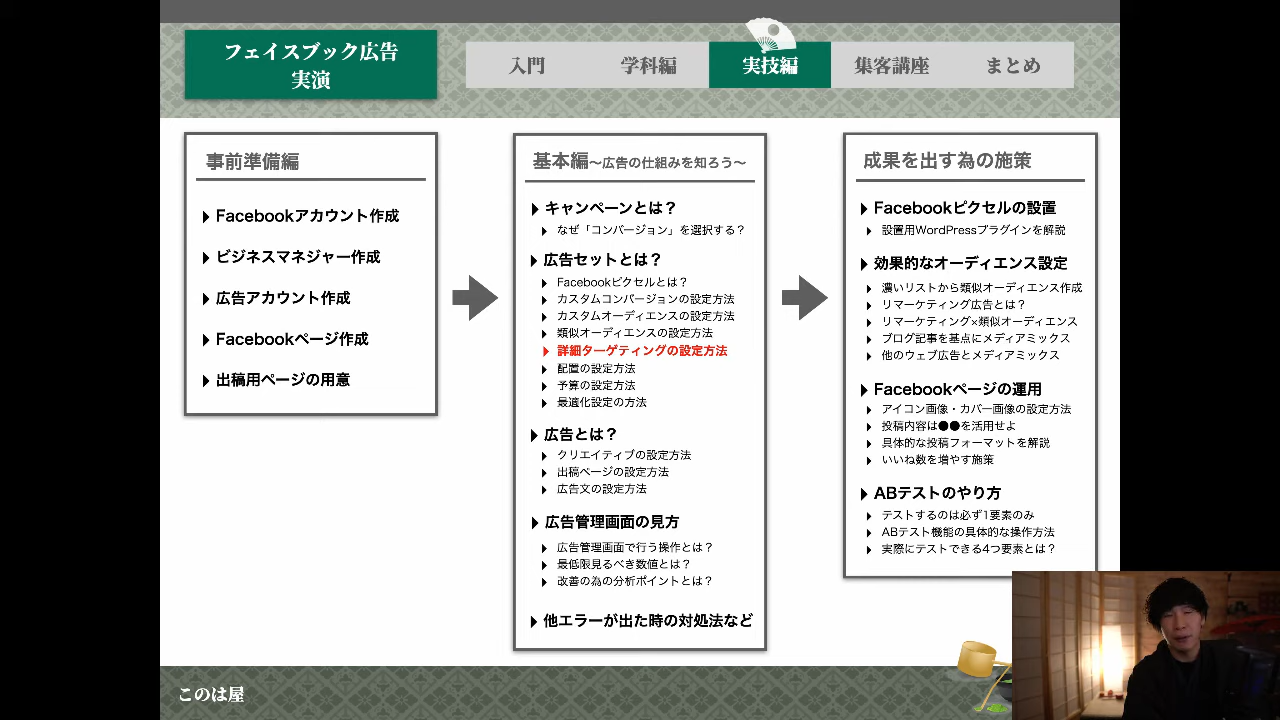 フェイスブック広告
実演
入門
学科編
実技編
集客講座
まとめ
事前準備編
Facebookアカウント作成
ビジネスマネジャー作成
広告アカウント作成
Facebookページ作成
出稿用ページの用意
基本編〜広告の仕組みを知ろう〜
キャンペーンとは？
なぜ「コンバージョン」を選択する？
広告セットとは？
Facebookピクセルとは？
カスタムコンバージョンの設定方法
カスタムオーディエンスの設定方法
類似オーディエンスの設定方法
詳細ターゲティングの設定方法
配置の設定方法
予算の設定方法
最適化設定の方法
広告とは？
クリエイティブの設定方法
出稿ページの設定方法
広告文の設定方法
広告管理画面の見方
広告管理画面で行う操作とは？
最低限見るべき数値とは？
改善の為の分析ポイントとは？
他エラーが出た時の対処法など
成果を出す為の施策
Facebookピクセルの設置
設置用WordPressプラグインを解説
効果的なオーディエンス設定
濃いリストから類似オーディエンス作成
リマーケティング広告とは？
リマーケティング×類似オーディエンス
ブログ記事を基点にメディアミックス
他のウェブ広告とメディアミックス
Facebookページの運用
アイコン画像・カバー画像の設定方法
投稿内容は●●を活用せよ
具体的な投稿フォーマットを解説
いいね数を増やす施策
ABテストのやり方
テストするのは必ず1要素のみ
ABテスト機能の具体的な操作方法
実際にテストできる4つ要素とは？
このは屋